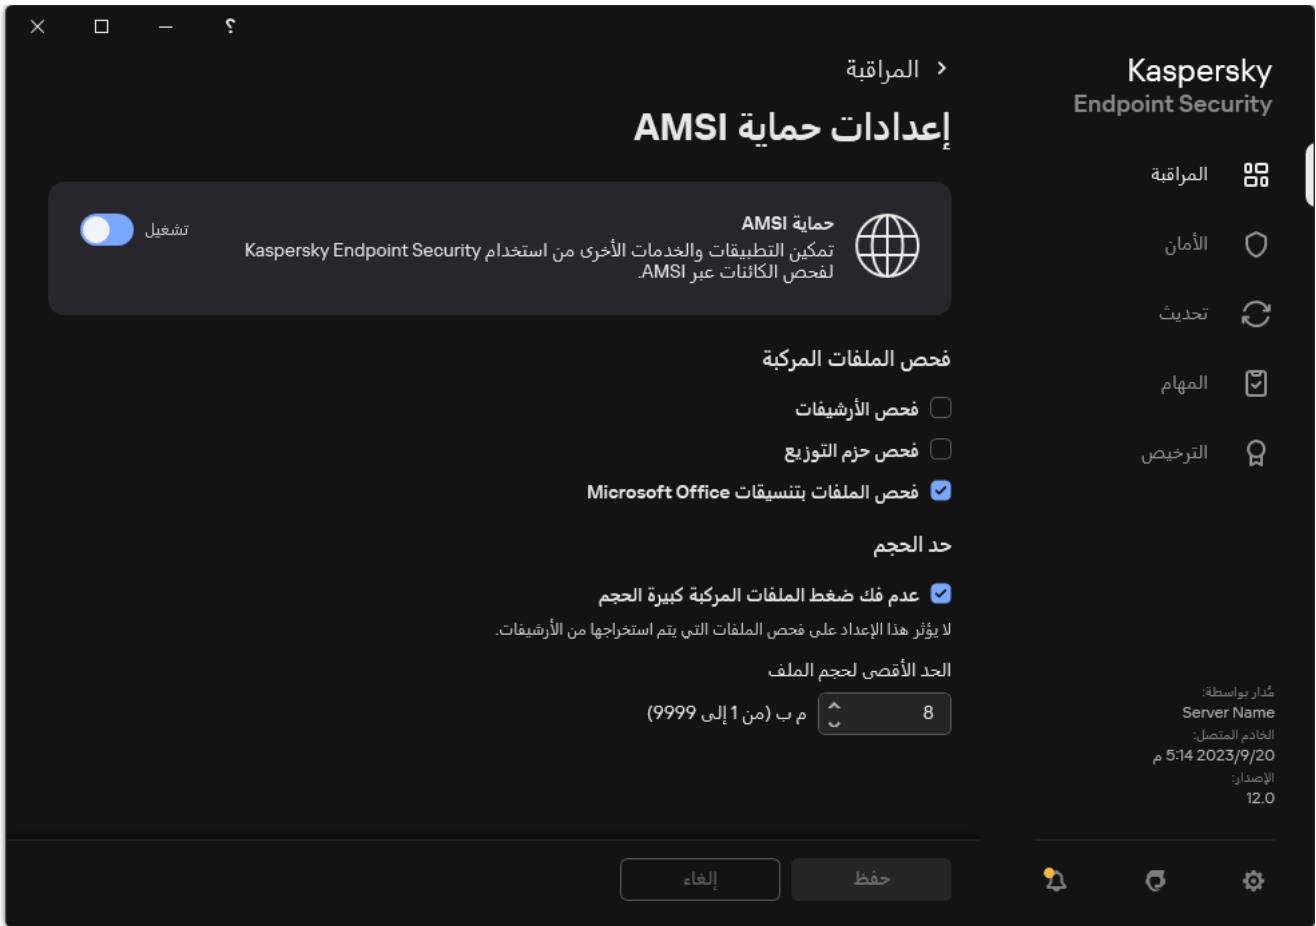 ؟
Kaspersky
Endpoint Security
المراقبة
الأمان
تحديث
المهام
الترخيص
مُدار بواسطة:
Server Name
الخادم المتصل:
2023/9/20 5:14 م
الإصدار:
12.0
المراقبة
إعدادات حماية AMSI
حماية AMSI
تمكين التطبيقات والخدمات الأخرى من استخدام Kaspersky Endpoint Security
لفحص الكائنات عبر AMSI.
تشغيل
فحص الملفات المركبة
فحص الأرشيفات
فحص حزم التوزيع
فحص الملفات بتنسيقات Microsoft Office
حد الحجم
عدم فك ضغط الملفات المركبة كبيرة الحجم
لا يؤثر هذا الإعداد على فحص الملفات التي يتم استخراجها من الأرشيفات.
الحد الأقصى لحجم الملف
8 م ب (من 1 إلى 9999)
حفظ
إلغاء